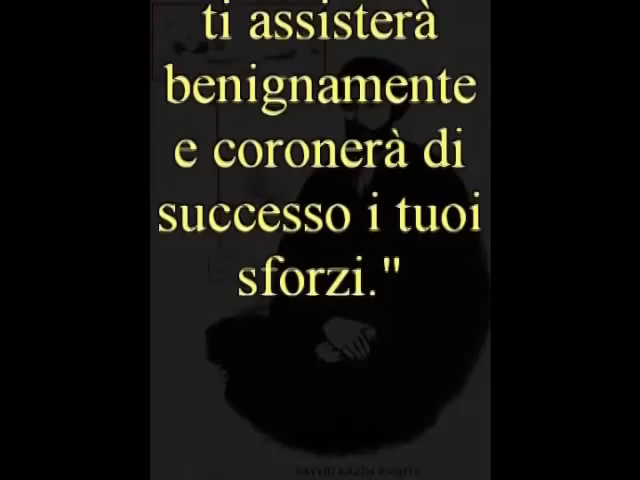 ti assisterà
benignamente
e coronerà di
successo i tuoi
sforzi."